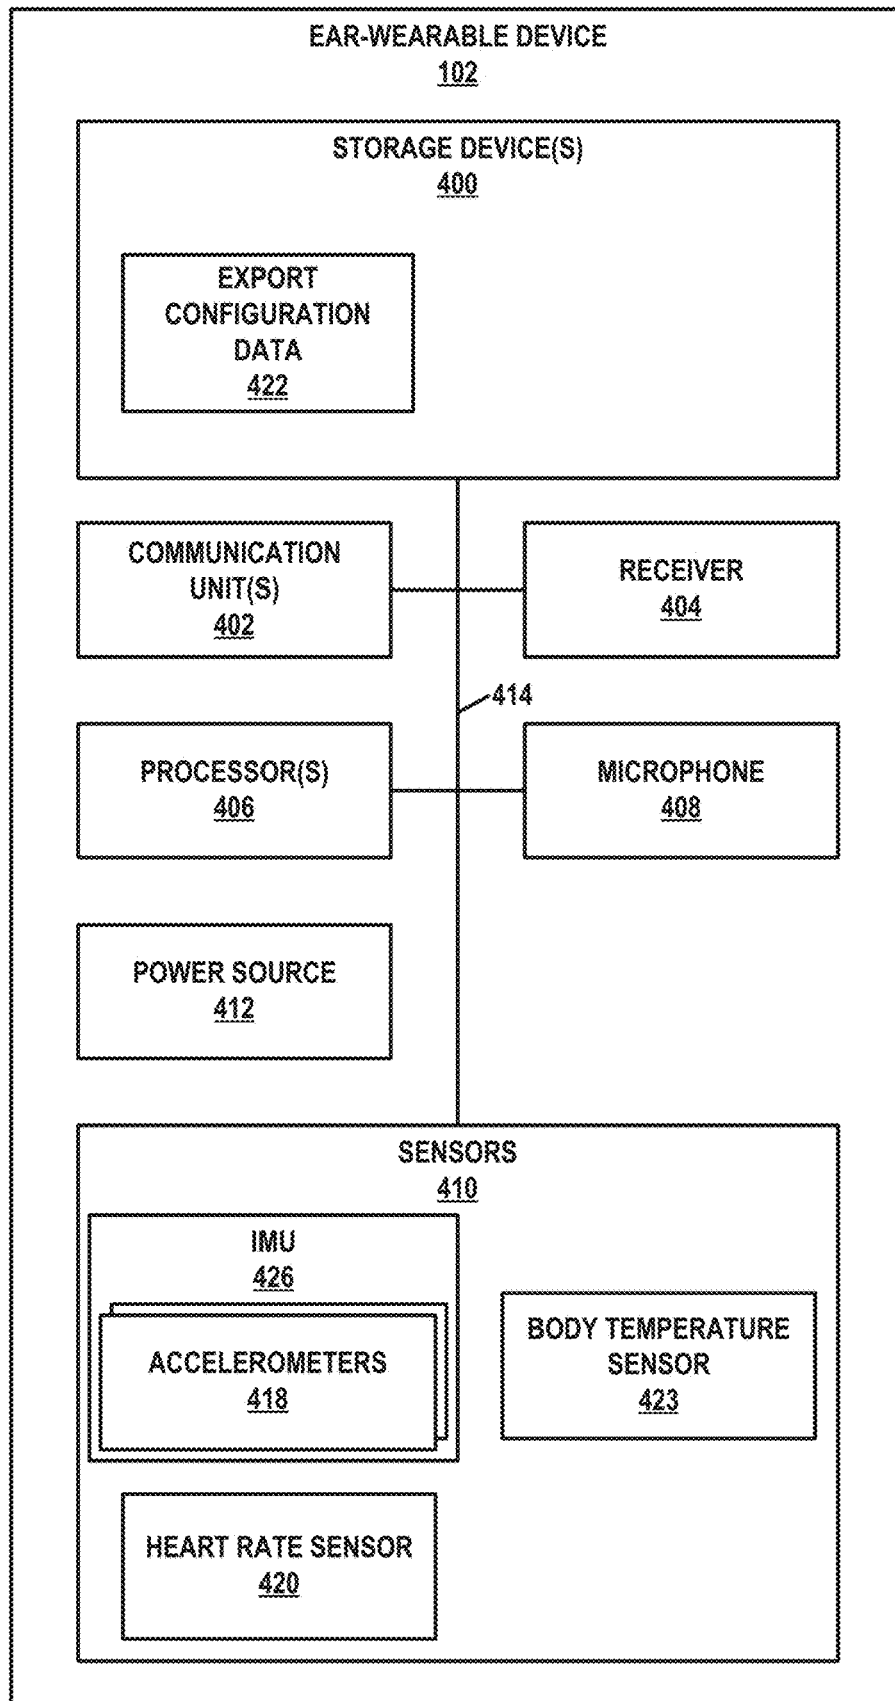 EAR-WEARABLE DEVICE
102
STORAGE DEVICE(S)
400
EXPORT
CONFIGURATION
DATA
422
COMMUNICATION
UNIT(S)
402
RECEIVER
404
414
PROCESSOR(S)
406
MICROPHONE
408
POWER SOURCE
412
SENSORS
410
IMU
426
ACCELEROMETERS
418
BODY TEMPERATURE
SENSOR
423
HEART RATE SENSOR
420